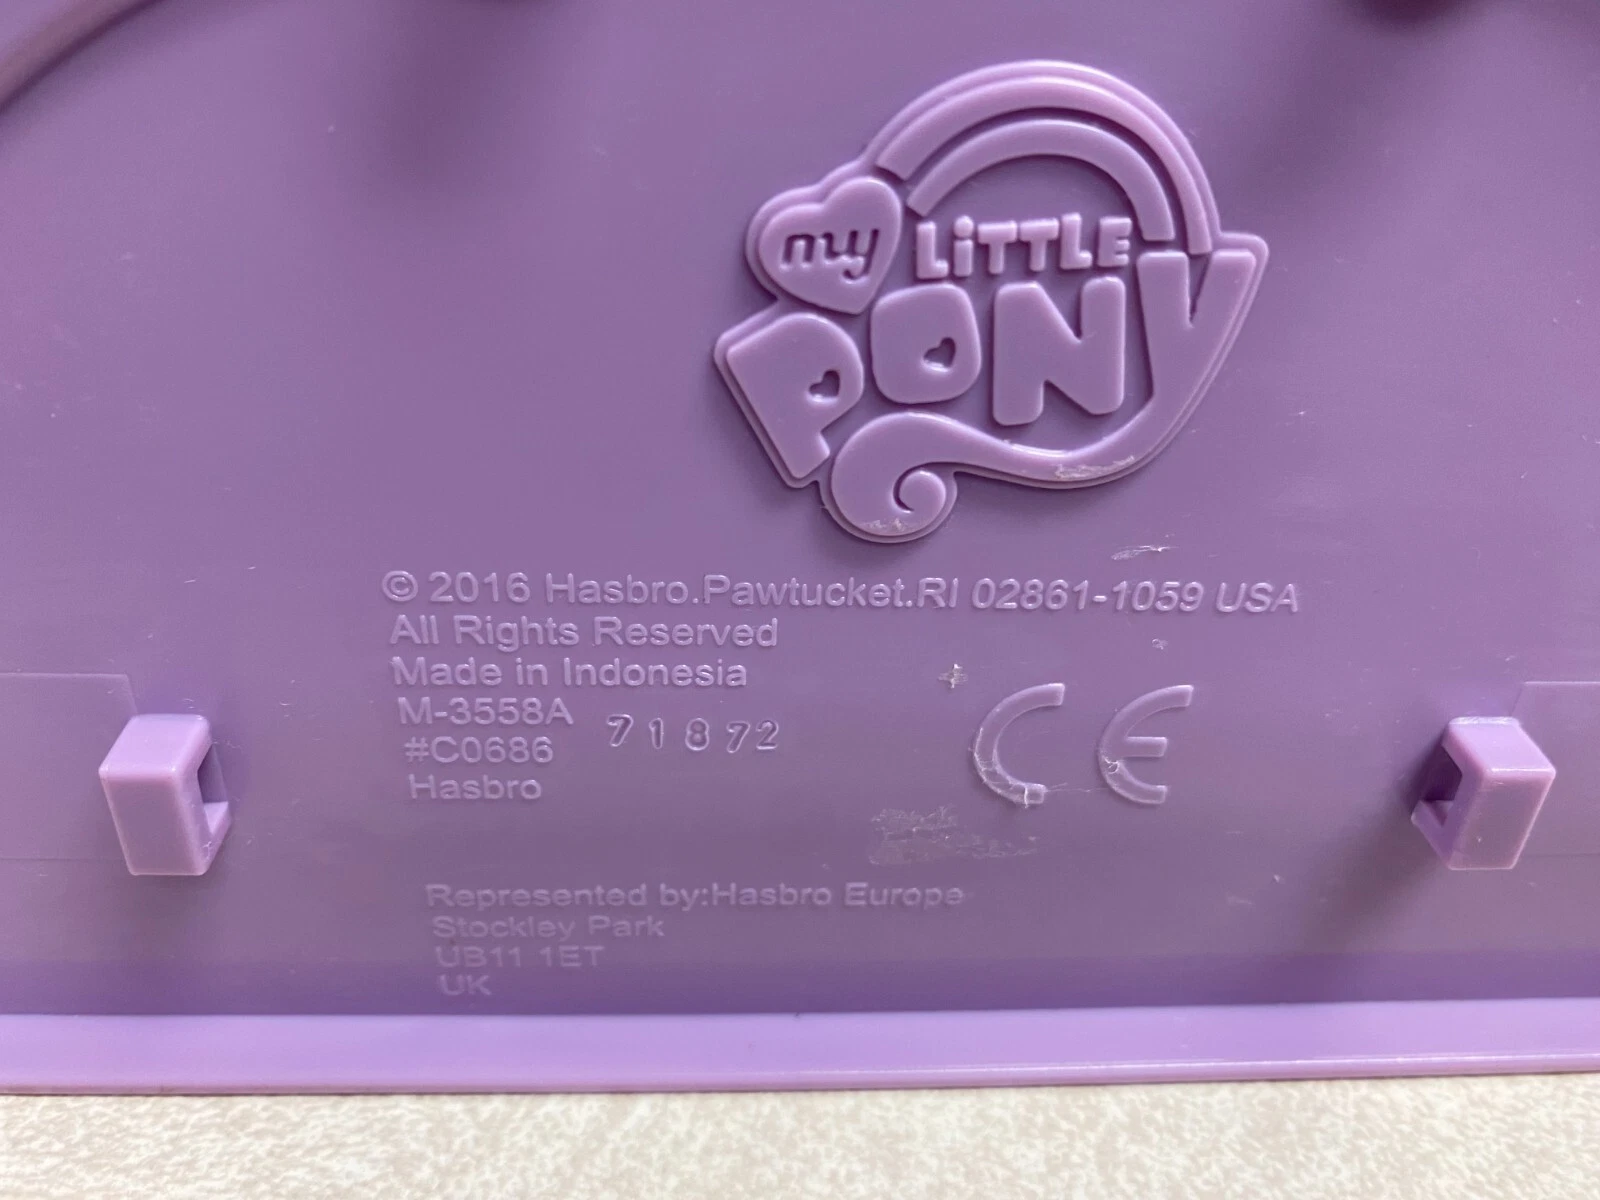 my
LiTTLE
PONY
© 2016 Hasbro.Pawtucket.RI 02861-1059 USA
All Rights Reserved
Made in Indonesia
M-3558A
71872
#C0686
Hasbro
CE
Represented by:Hasbro Europe
Stockley Park
UB11 1ET
UK